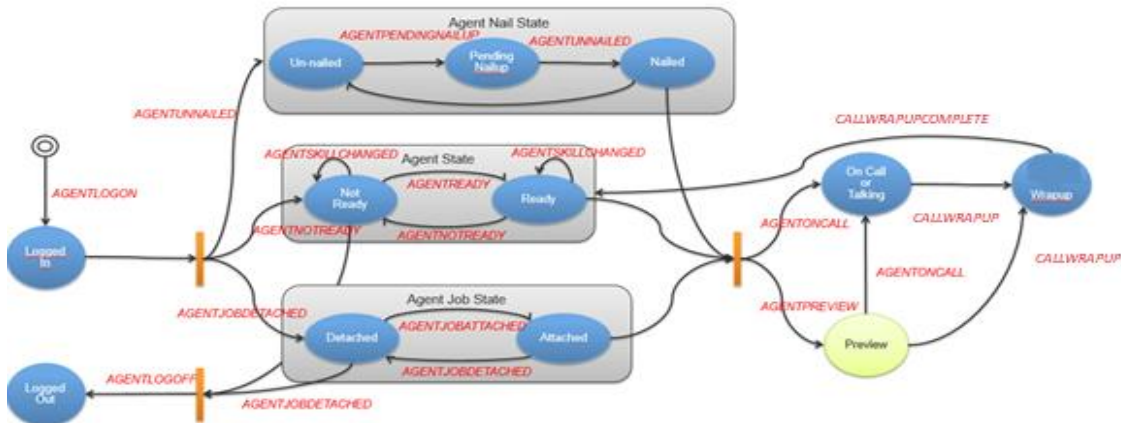 Agent Nail State
AGENTPENDINGNAILUP
AGENTUNNAILED
Un-nailed
Pending
Nailup
Nailed
AGENTUNNAILED
CALLWRAPUPCOMPLETE
AGENTSKILLCHANGED
Agent State
AGENTSKILLCHANGED
AGENTLOGON
Not
Ready
AGENTREADY
Ready
On Call
or
Talking
Wrapup
AGENTNOTREADY
AGENTNOTREADY
AGENTONCALL
CALLWRAPUP
Logged
In
CALLWRAPUP
AGENTONCALL
Agent Job State
AGENTJOBDETACHED
AGENTPREVIEW
Detached
AGENTJOBATTACHED
Attached
Preview
AGENTJOBDETACHED
AGENTLOGOFF
Logged
Out
AGENTJOBDETACHED